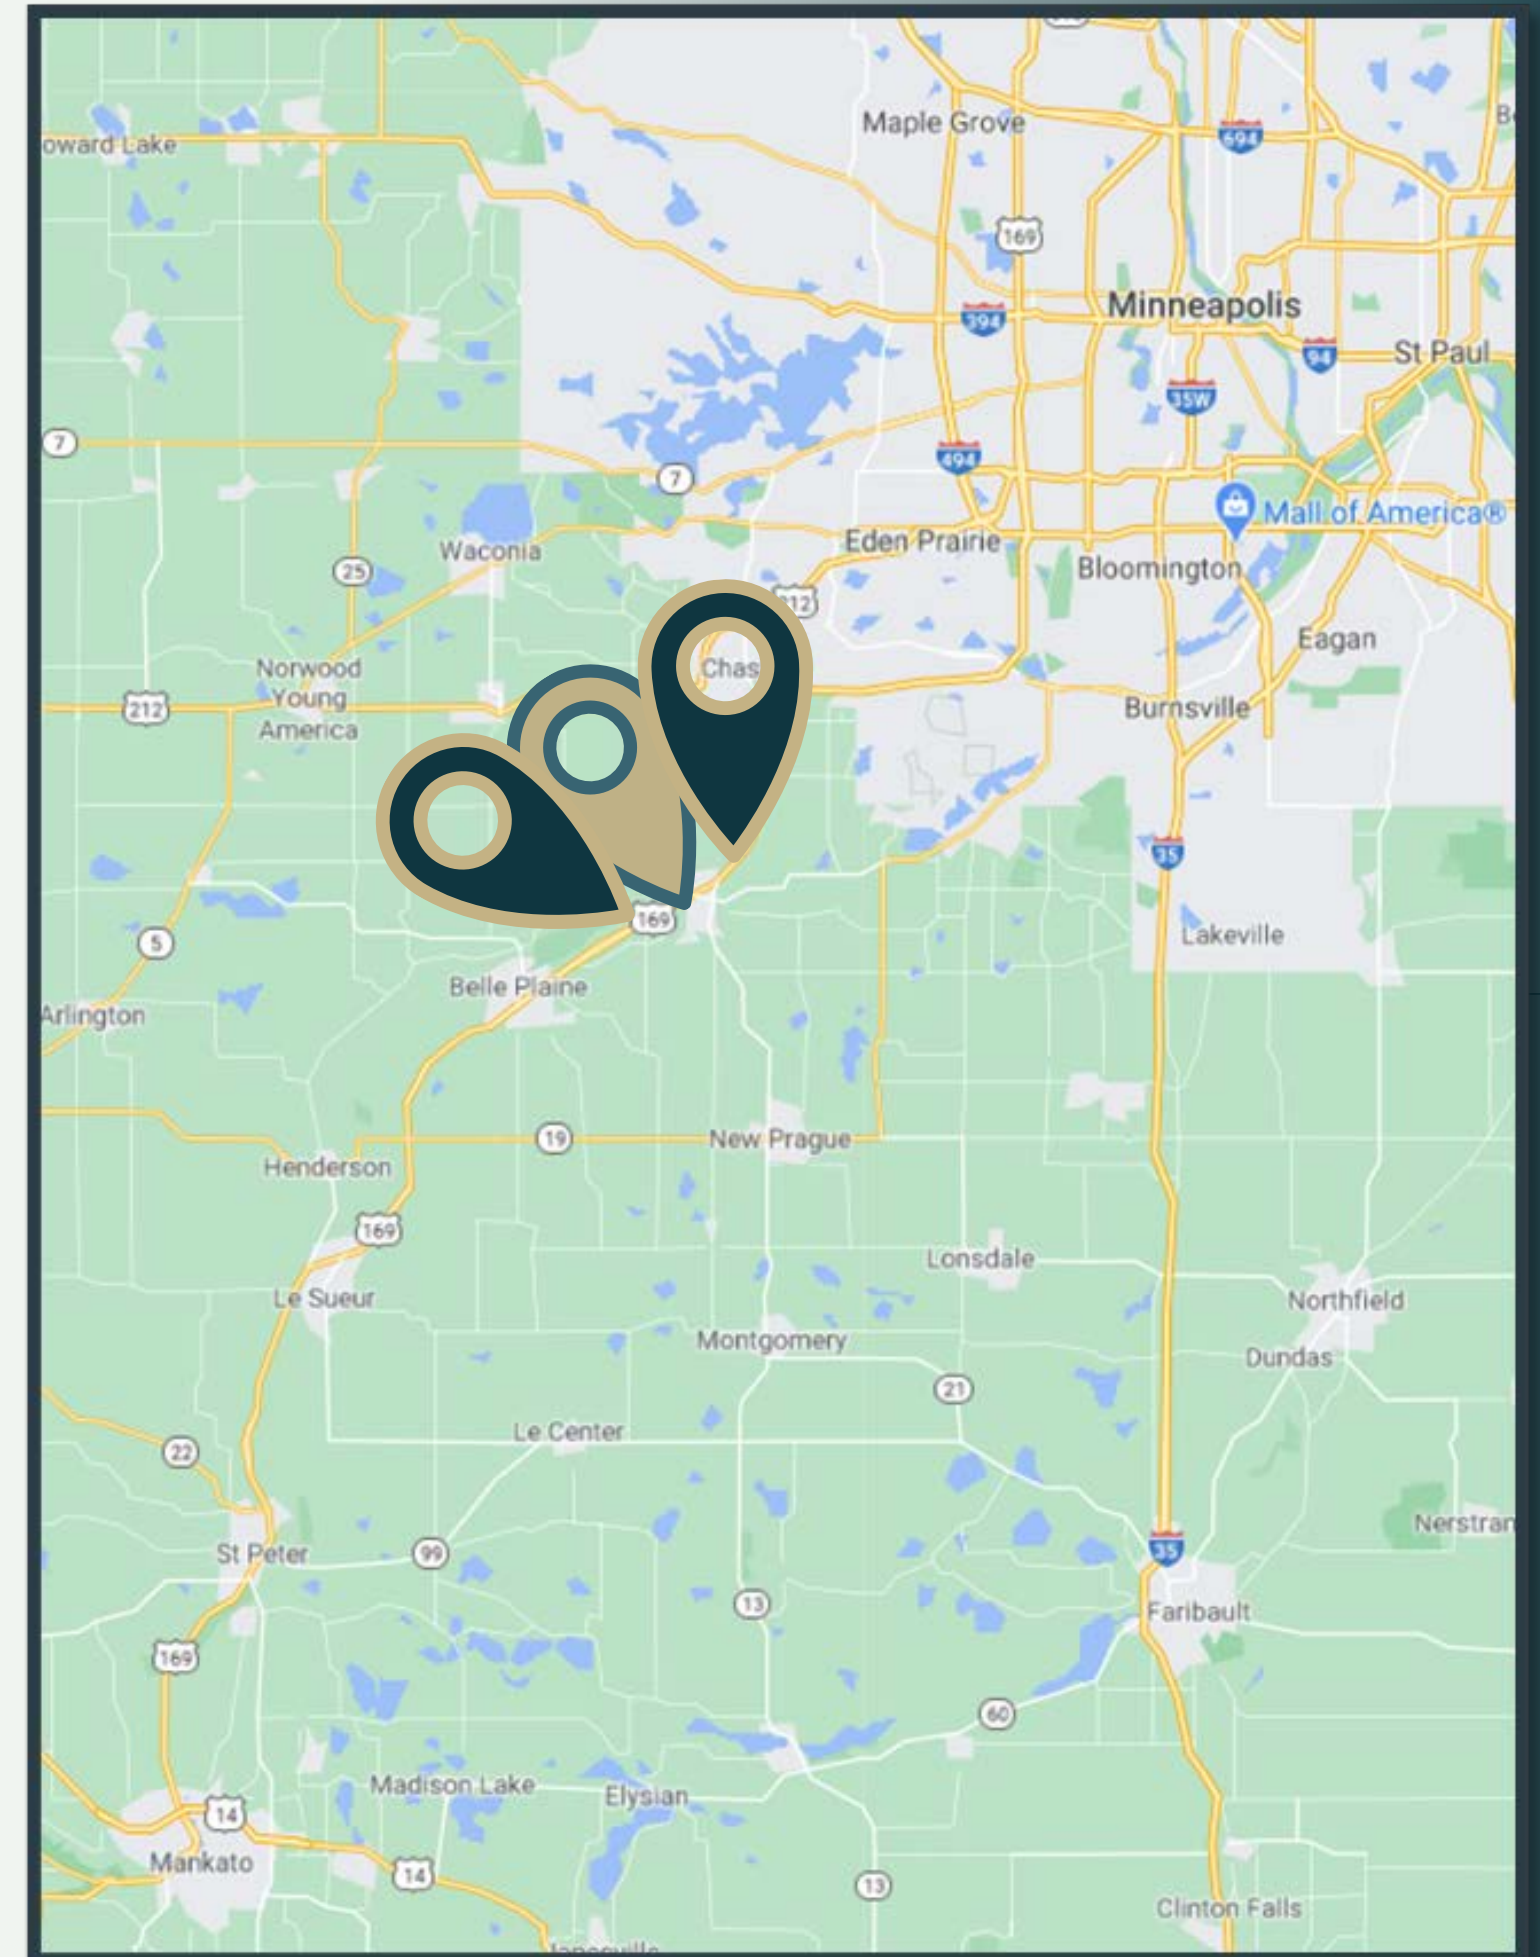 Maple Grove
694
oward Lake
169
Minneapolis
394
94
St Paul
35W
7
494
7
Mall of America®
Eden Prairie
Waconia
Bloomington
25
212
Eagan
Norwood
Young
America
Chas
212
Burnsville
35
169
Lakeville
5
Belle Plaine
Arlington
19
New Prague
Henderson
169
Lonsdale
Le Sueur
Northfield
Montgomery
Dundas
21
Le Center
22
Nerstran
St Peter
99
35
13
Faribault
169
60
Madison Lake
Elysian
14
Mankato
14
13
Clinton Falls